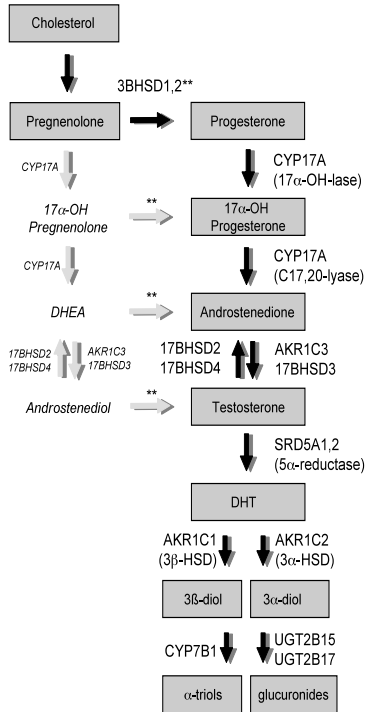 Cholesterol
3BHSD1,2**
Pregnenolone
Progesterone
CYP17A
CYP17A
(17α-OH-lase)
17α-OH
Pregnenolone
**
17α-OH
Progesterone
CYP17A
CYP17A
(C17,20-lyase)
DHEA
**
Androstenedione
17BHSD2
17BHSD4
AKR1C3
17BHSD3
17BHSD2
17BHSD4
AKR1C3
17BHSD3
Androstenediol
**
Testosterone
SRD5A1,2
(5α-reductase)
DHT
AKR1C1
(3β-HSD)
AKR1C2
(3α-HSD)
3ß-diol
3α-diol
CYP7B1
UGT2B15
UGT2B17
α-triols
glucuronides